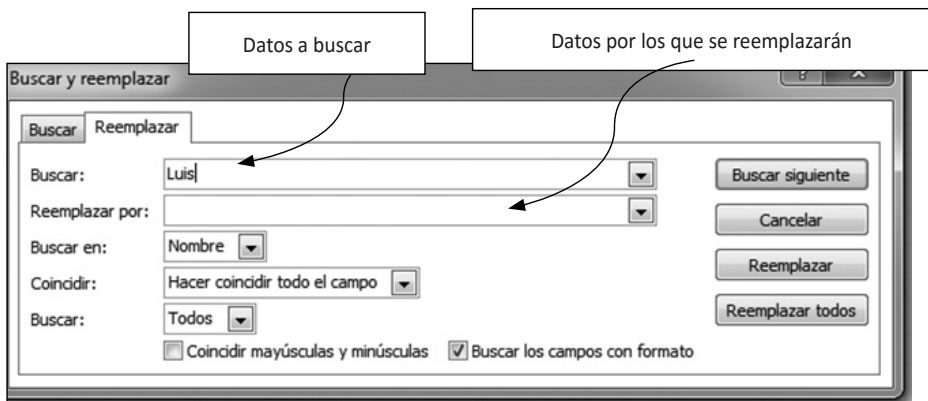 Datos a buscar
Datos por los que se reemplazarán
Buscar y reemplazar
Buscar
Reemplazar
Buscar: Luis
Buscar siguiente
Reemplazar por:
Cancelar
Buscar en: Nombre
Reemplazar
Coincidir: Hacer coincidir todo el campo
Buscar: Todos
Reemplazar todos
Coincidir mayúsculas y minúsculas
Buscar los campos con formato